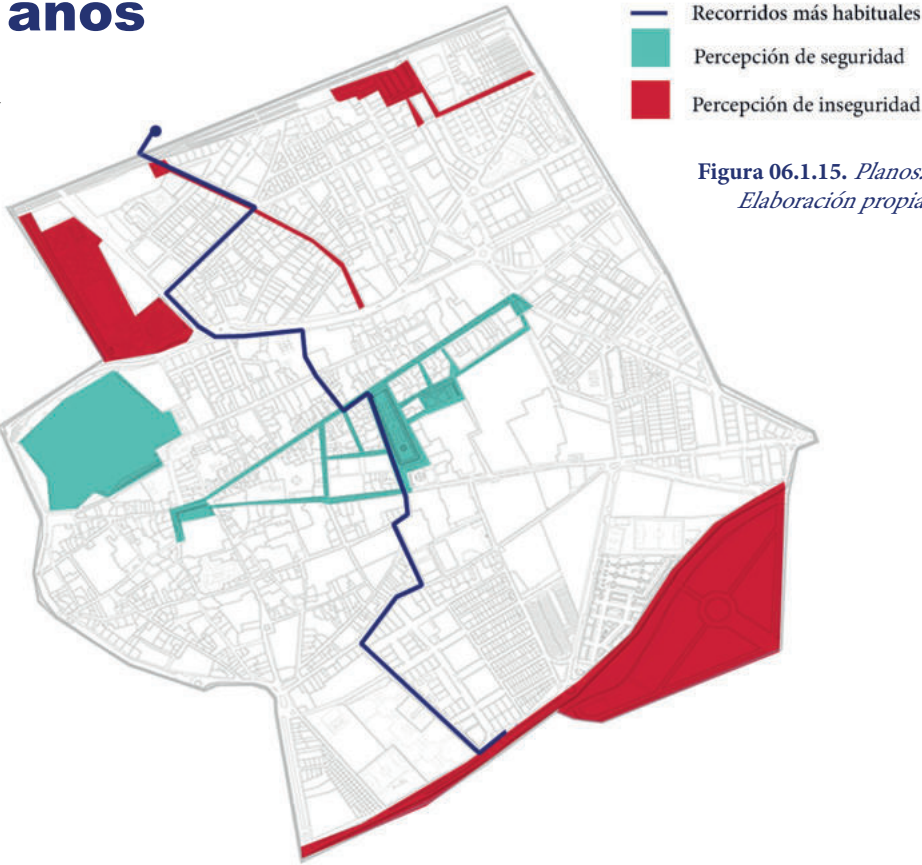 anos
Recorridos más habituales
Percepción de seguridad
Percepción de inseguridad
Figura 06.1.15. Planos.
Elaboración propia